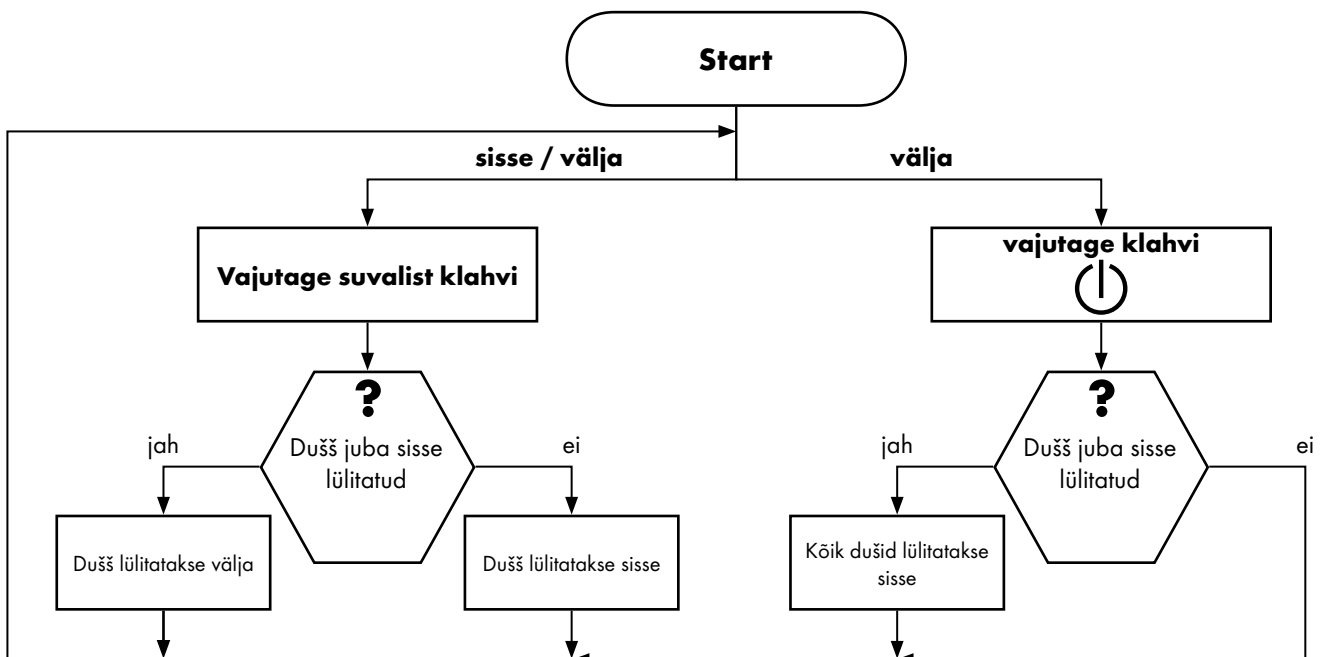 Start
sisse / välja
välja
Vajutage suvalist klahvi
vajutage klahvi
?
Dušš juba sisse
lülitatud
jah
ei
Dušš lülitatakse välja
Dušš lülitatakse sisse
?
Dušš juba sisse
lülitatud
jah
ei
Kõik dušid lülitatakse
sisse